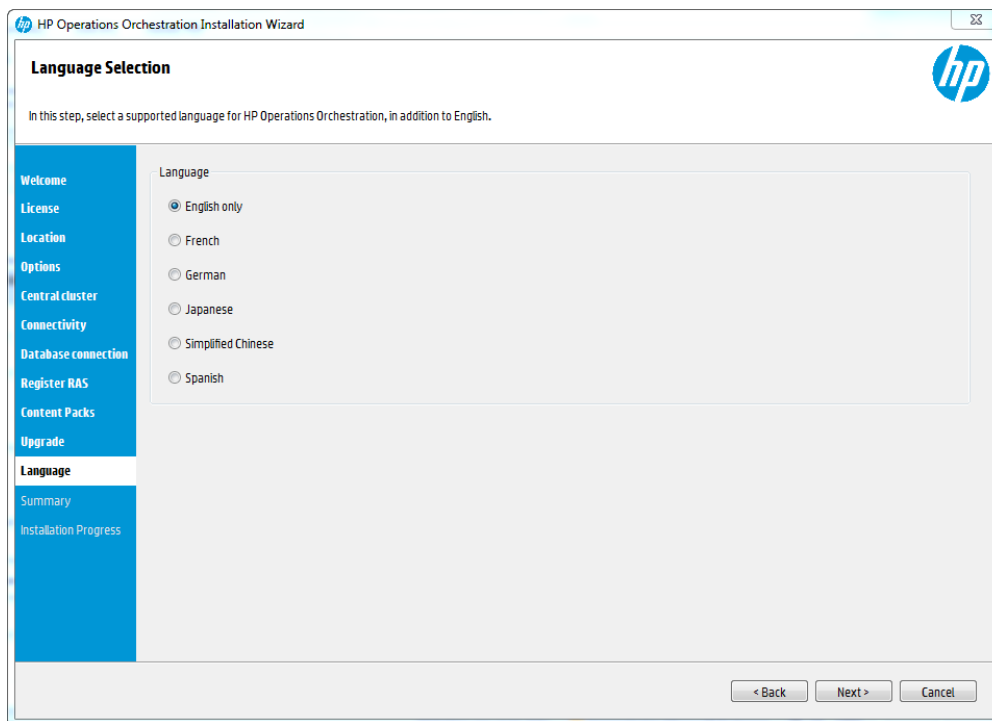 HP Operations Orchestration Installation Wizard
Language Selection
In this step, select a supported language for HP Operations Orchestration, in addition to English.
Welcome
License
Location
Options
Central cluster
Connectivity
Database connection
Register RAS
Content Packs
Upgrade
Language
Summary
Installation Progress
Language
English only
French
German
Japanese
Simplified Chinese
Spanish
< Back
Next >
Cancel
hp
hp